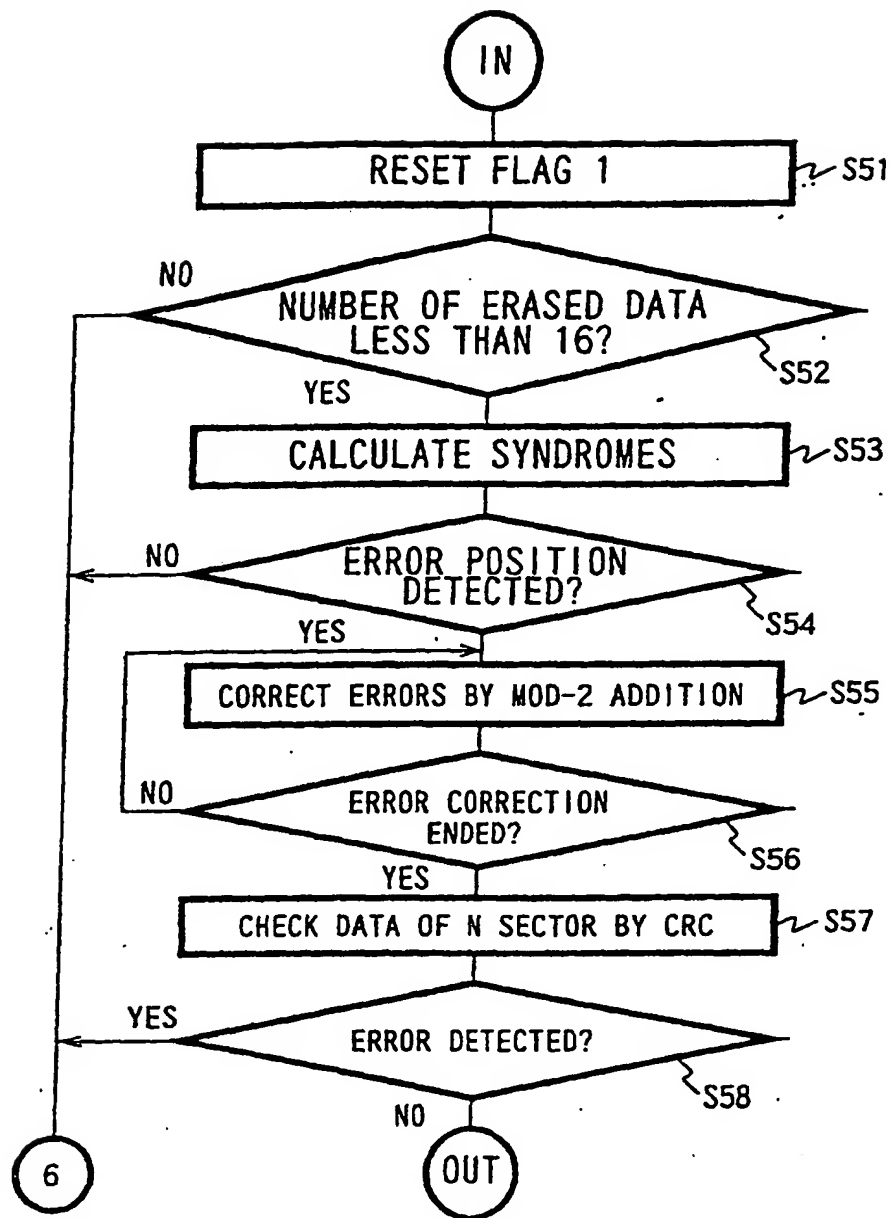 IN
RESET FLAG 1
S51
NO
NUMBER OF ERASED DATA
LESS THAN 16?
S52
YES
CALCULATE SYNDROMES
S53
NO
ERROR POSITION
DETECTED?
S54
YES
CORRECT ERRORS BY MOD-2 ADDITION
S55
NO
ERROR CORRECTION
ENDED?
S56
YES
CHECK DATA OF N SECTOR BY CRC
S57
YES
ERROR DETECTED?
S58
NO
6
OUT